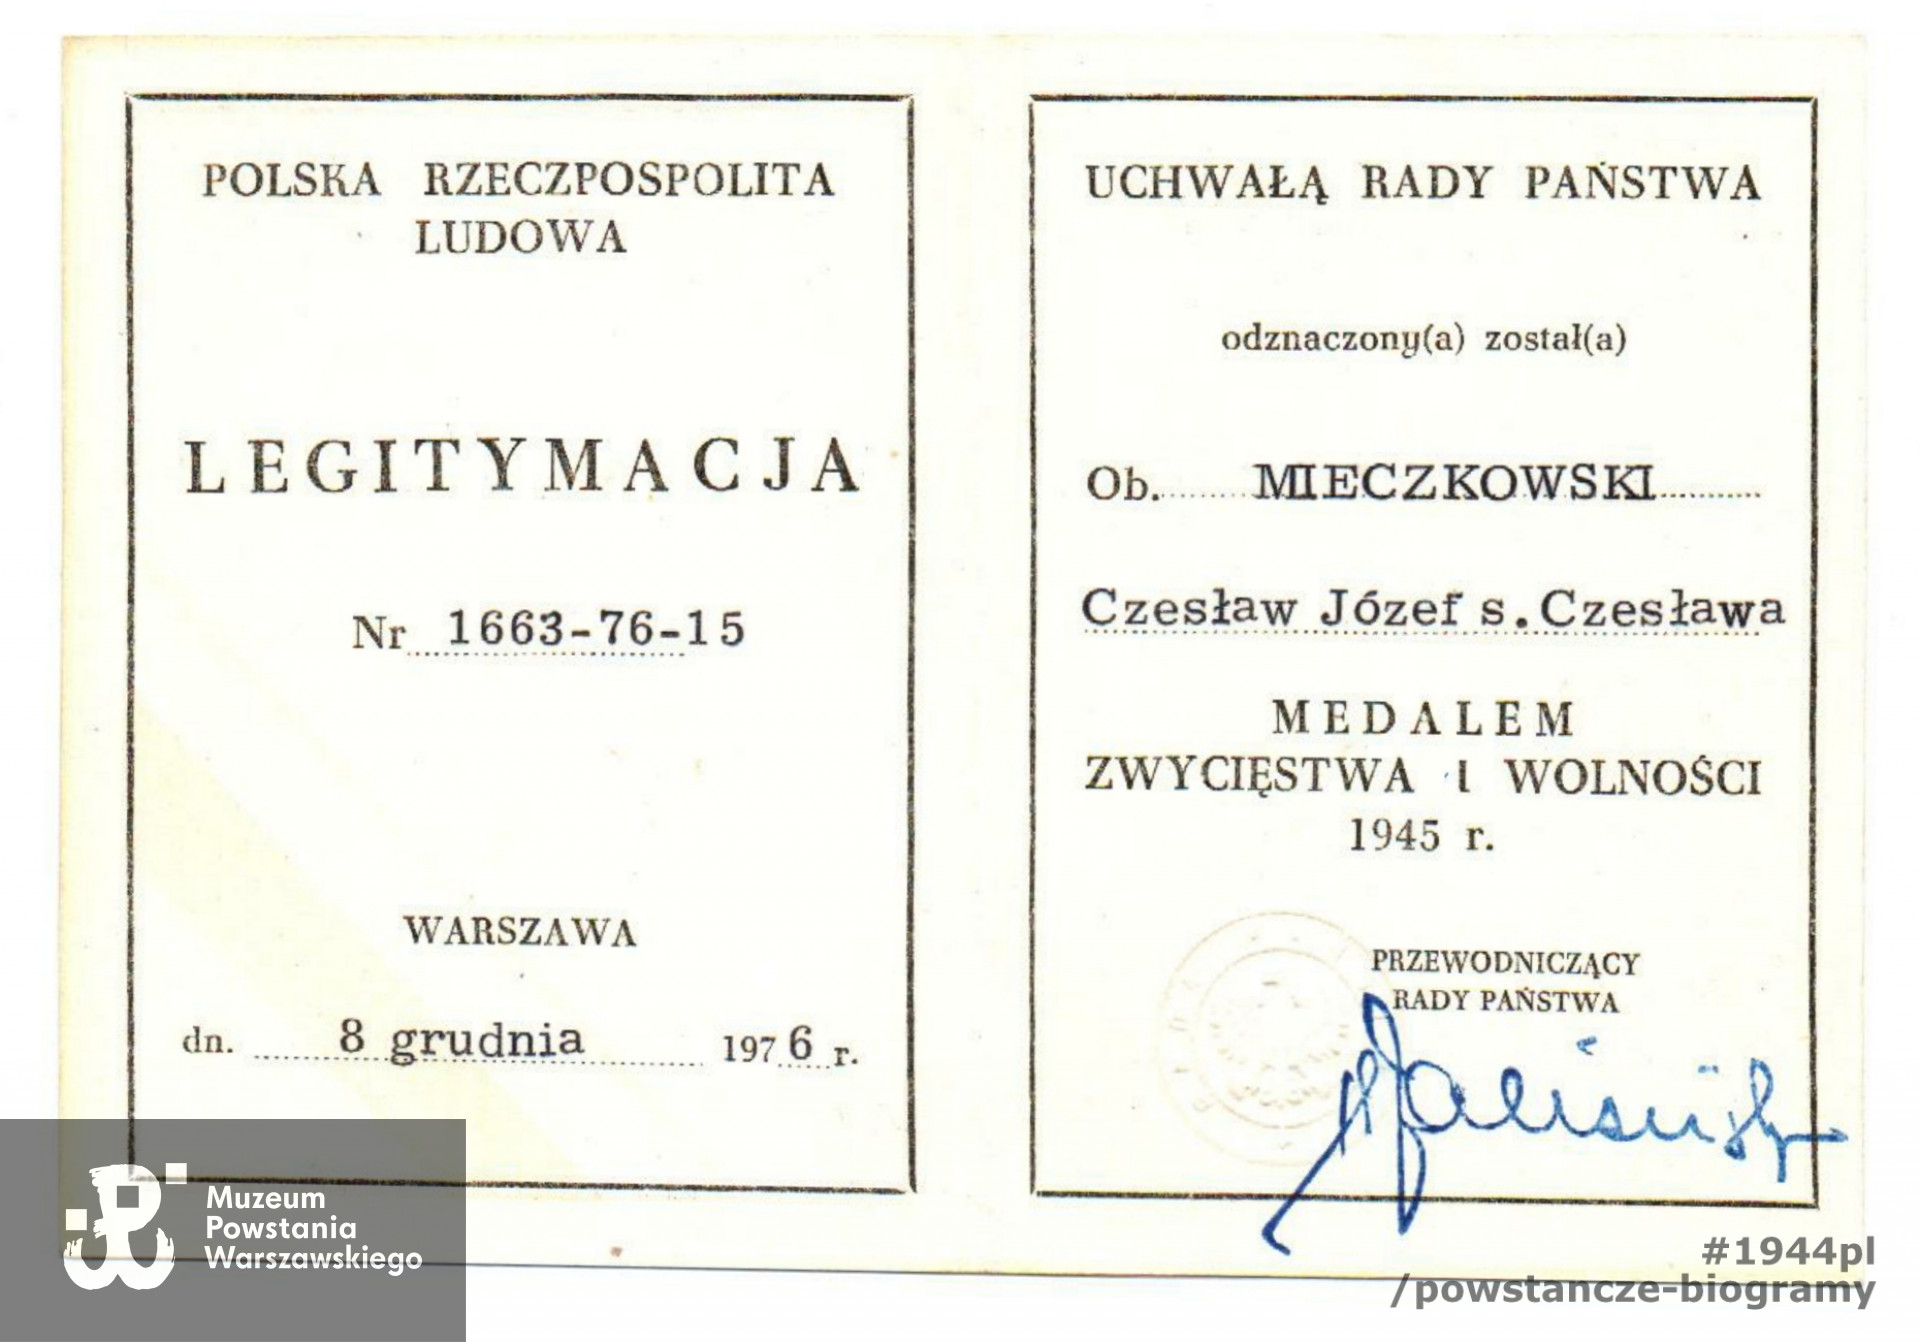 POLSKA RZECZPOSPOLITA
LUDOWA
LEGITYMACJA
Nr 1663-76-15
WARSZAWA
dn. 8 grudnia 1976 r.
UCHWAŁĄ RADY PAŃSTWA
odznaczony(a) został(a)
Ob. MIECZKOWSKI
Czesław Józef s. Czesława
MEDALEM
ZWYCIĘSTWA I WOLNOŚCI
1945 r.
PRZEWODNICZĄCY
RADY PAŃSTWA
Muzeum
Powstania
Warszawskiego
#1944pl
/powstancze-biogramy